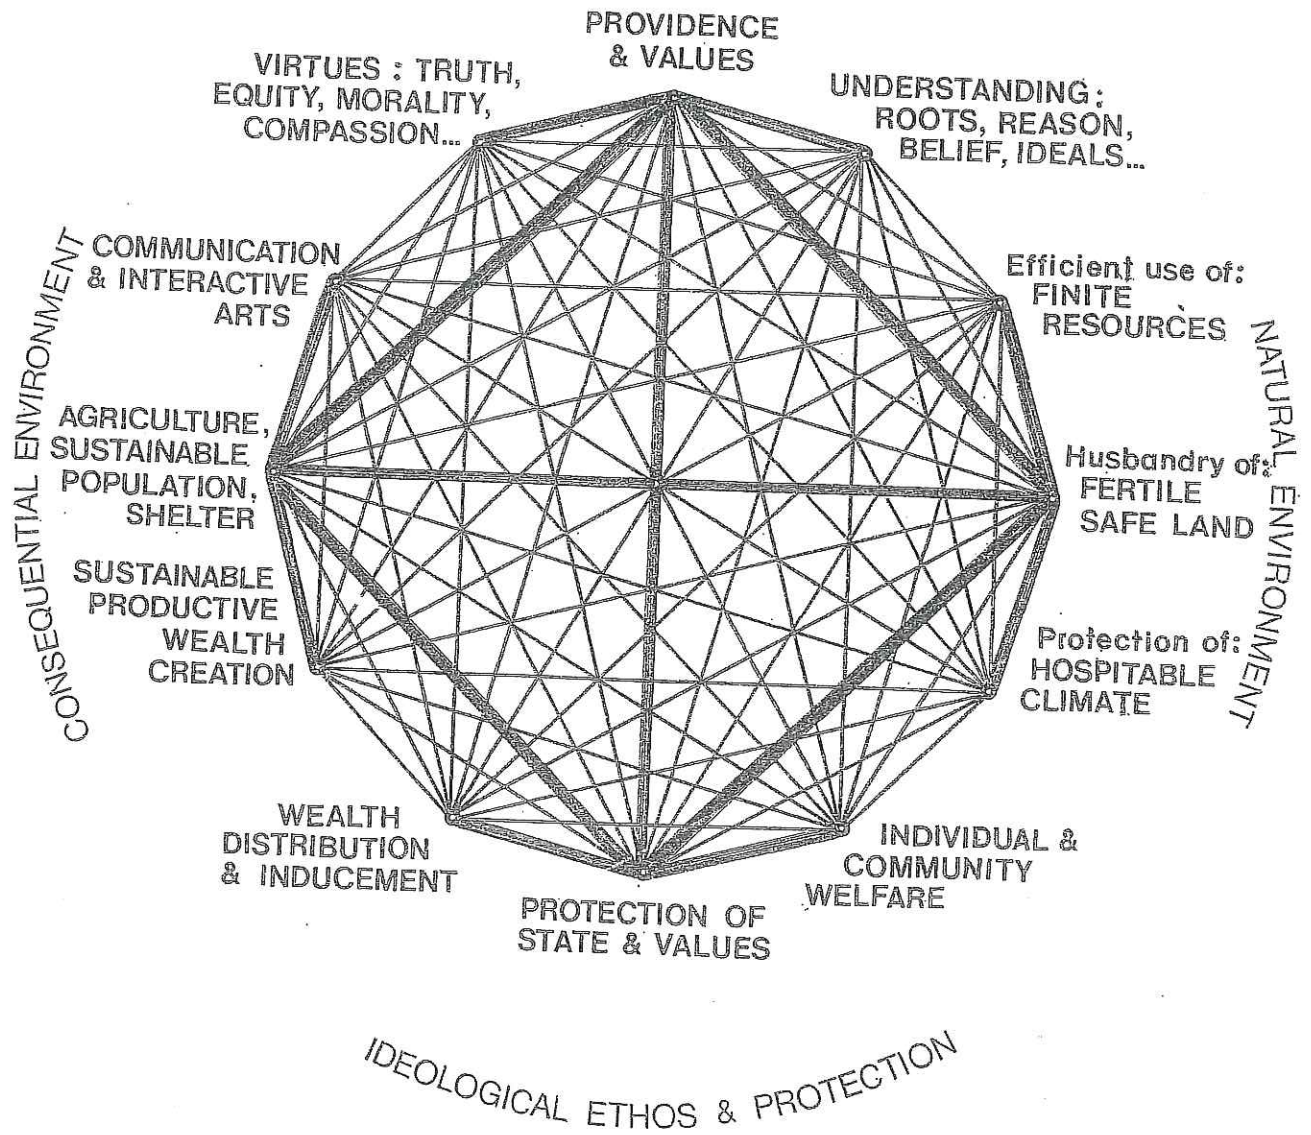 PROVIDENCE
& VALUES
VIRTUES : TRUTH,
EQUITY, MORALITY,
COMPASSION...
UNDERSTANDING:
ROOTS, REASON,
BELIEF, IDEALS...
COMMUNICATION
& INTERACTIVE
ARTS
Efficient use of:
FINITE
RESOURCES
CONSEQUENTIAL ENVIRONMENT
NATURAL ENVIRONMENT
AGRICULTURE,
SUSTAINABLE
POPULATION,
SHELTER
Husbandry of:
FERTILE
SAFE LAND
SUSTAINABLE
PRODUCTIVE
WEALTH
CREATION
Protection of:
HOSPITABLE
CLIMATE
WEALTH
DISTRIBUTION
& INDUCEMENT
INDIVIDUAL &
COMMUNITY
WELFARE
PROTECTION OF
STATE & VALUES
IDEOLOGICAL ETHOS & PROTECTION